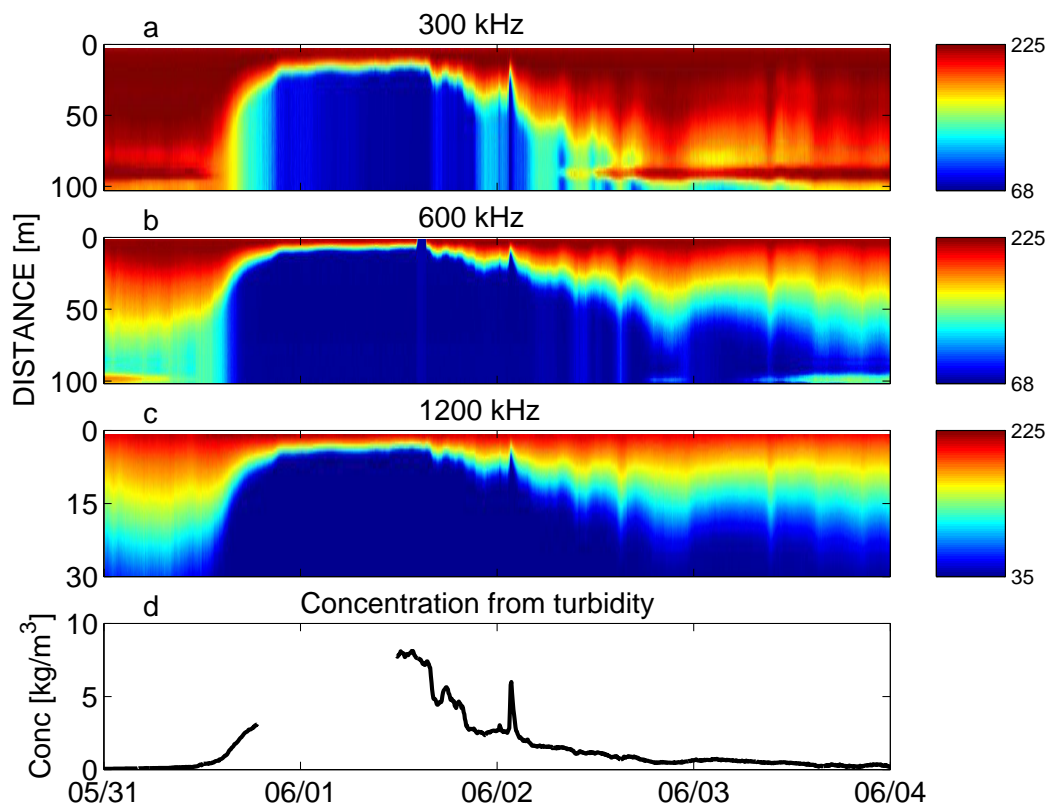 a
300 kHz
0
50
100
225
68
b
600 kHz
0
50
100
225
68
DISTANCE [m]
c
1200 kHz
0
15
30
225
35
d
Concentration from turbidity
10
5
0
Conc [kg/m³]
05/31
06/01
06/02
06/03
06/04